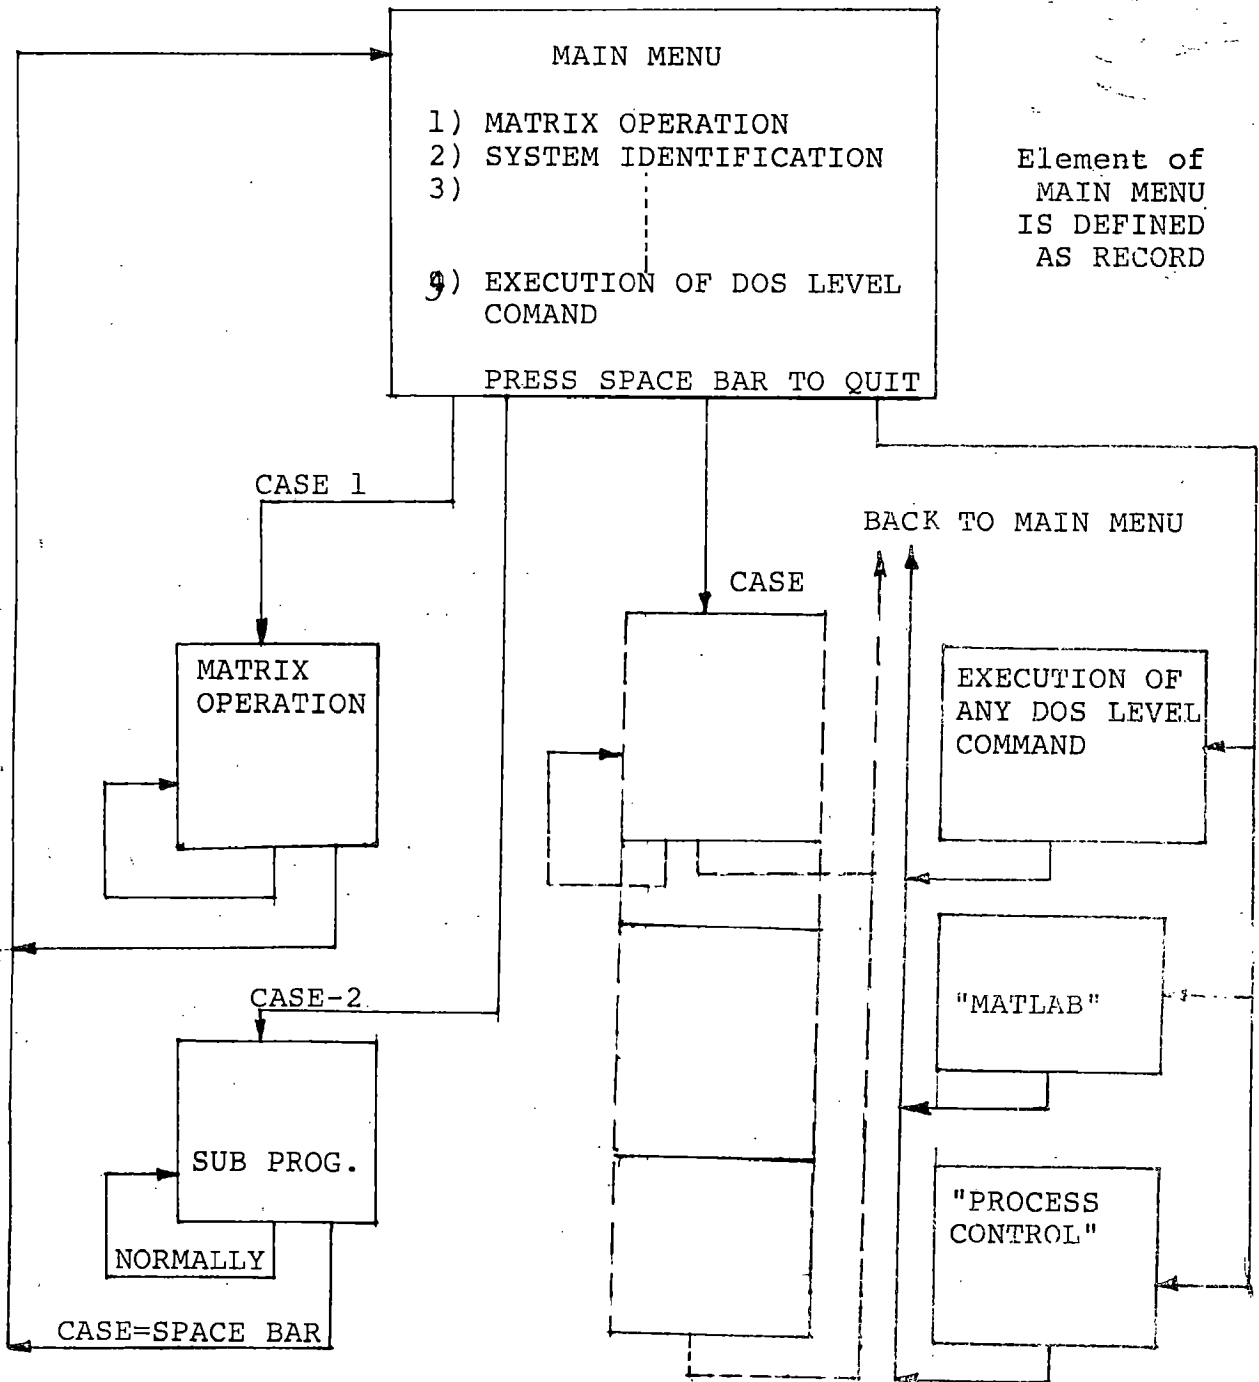 MAIN MENU
1) MATRIX OPERATION
2) SYSTEM IDENTIFICATION
3)
9) EXECUTION OF DOS LEVEL
COMAND
PRESS SPACE BAR TO QUIT
Element of
MAIN MENU
IS DEFINED
AS RECORD
CASE 1
BACK TO MAIN MENU
CASE
MATRIX
OPERATION
EXECUTION OF
ANY DOS LEVEL
COMMAND
CASE-2
"MATLAB"
SUB PROG.
"PROCESS
CONTROL"
NORMALLY
CASE=SPACE BAR